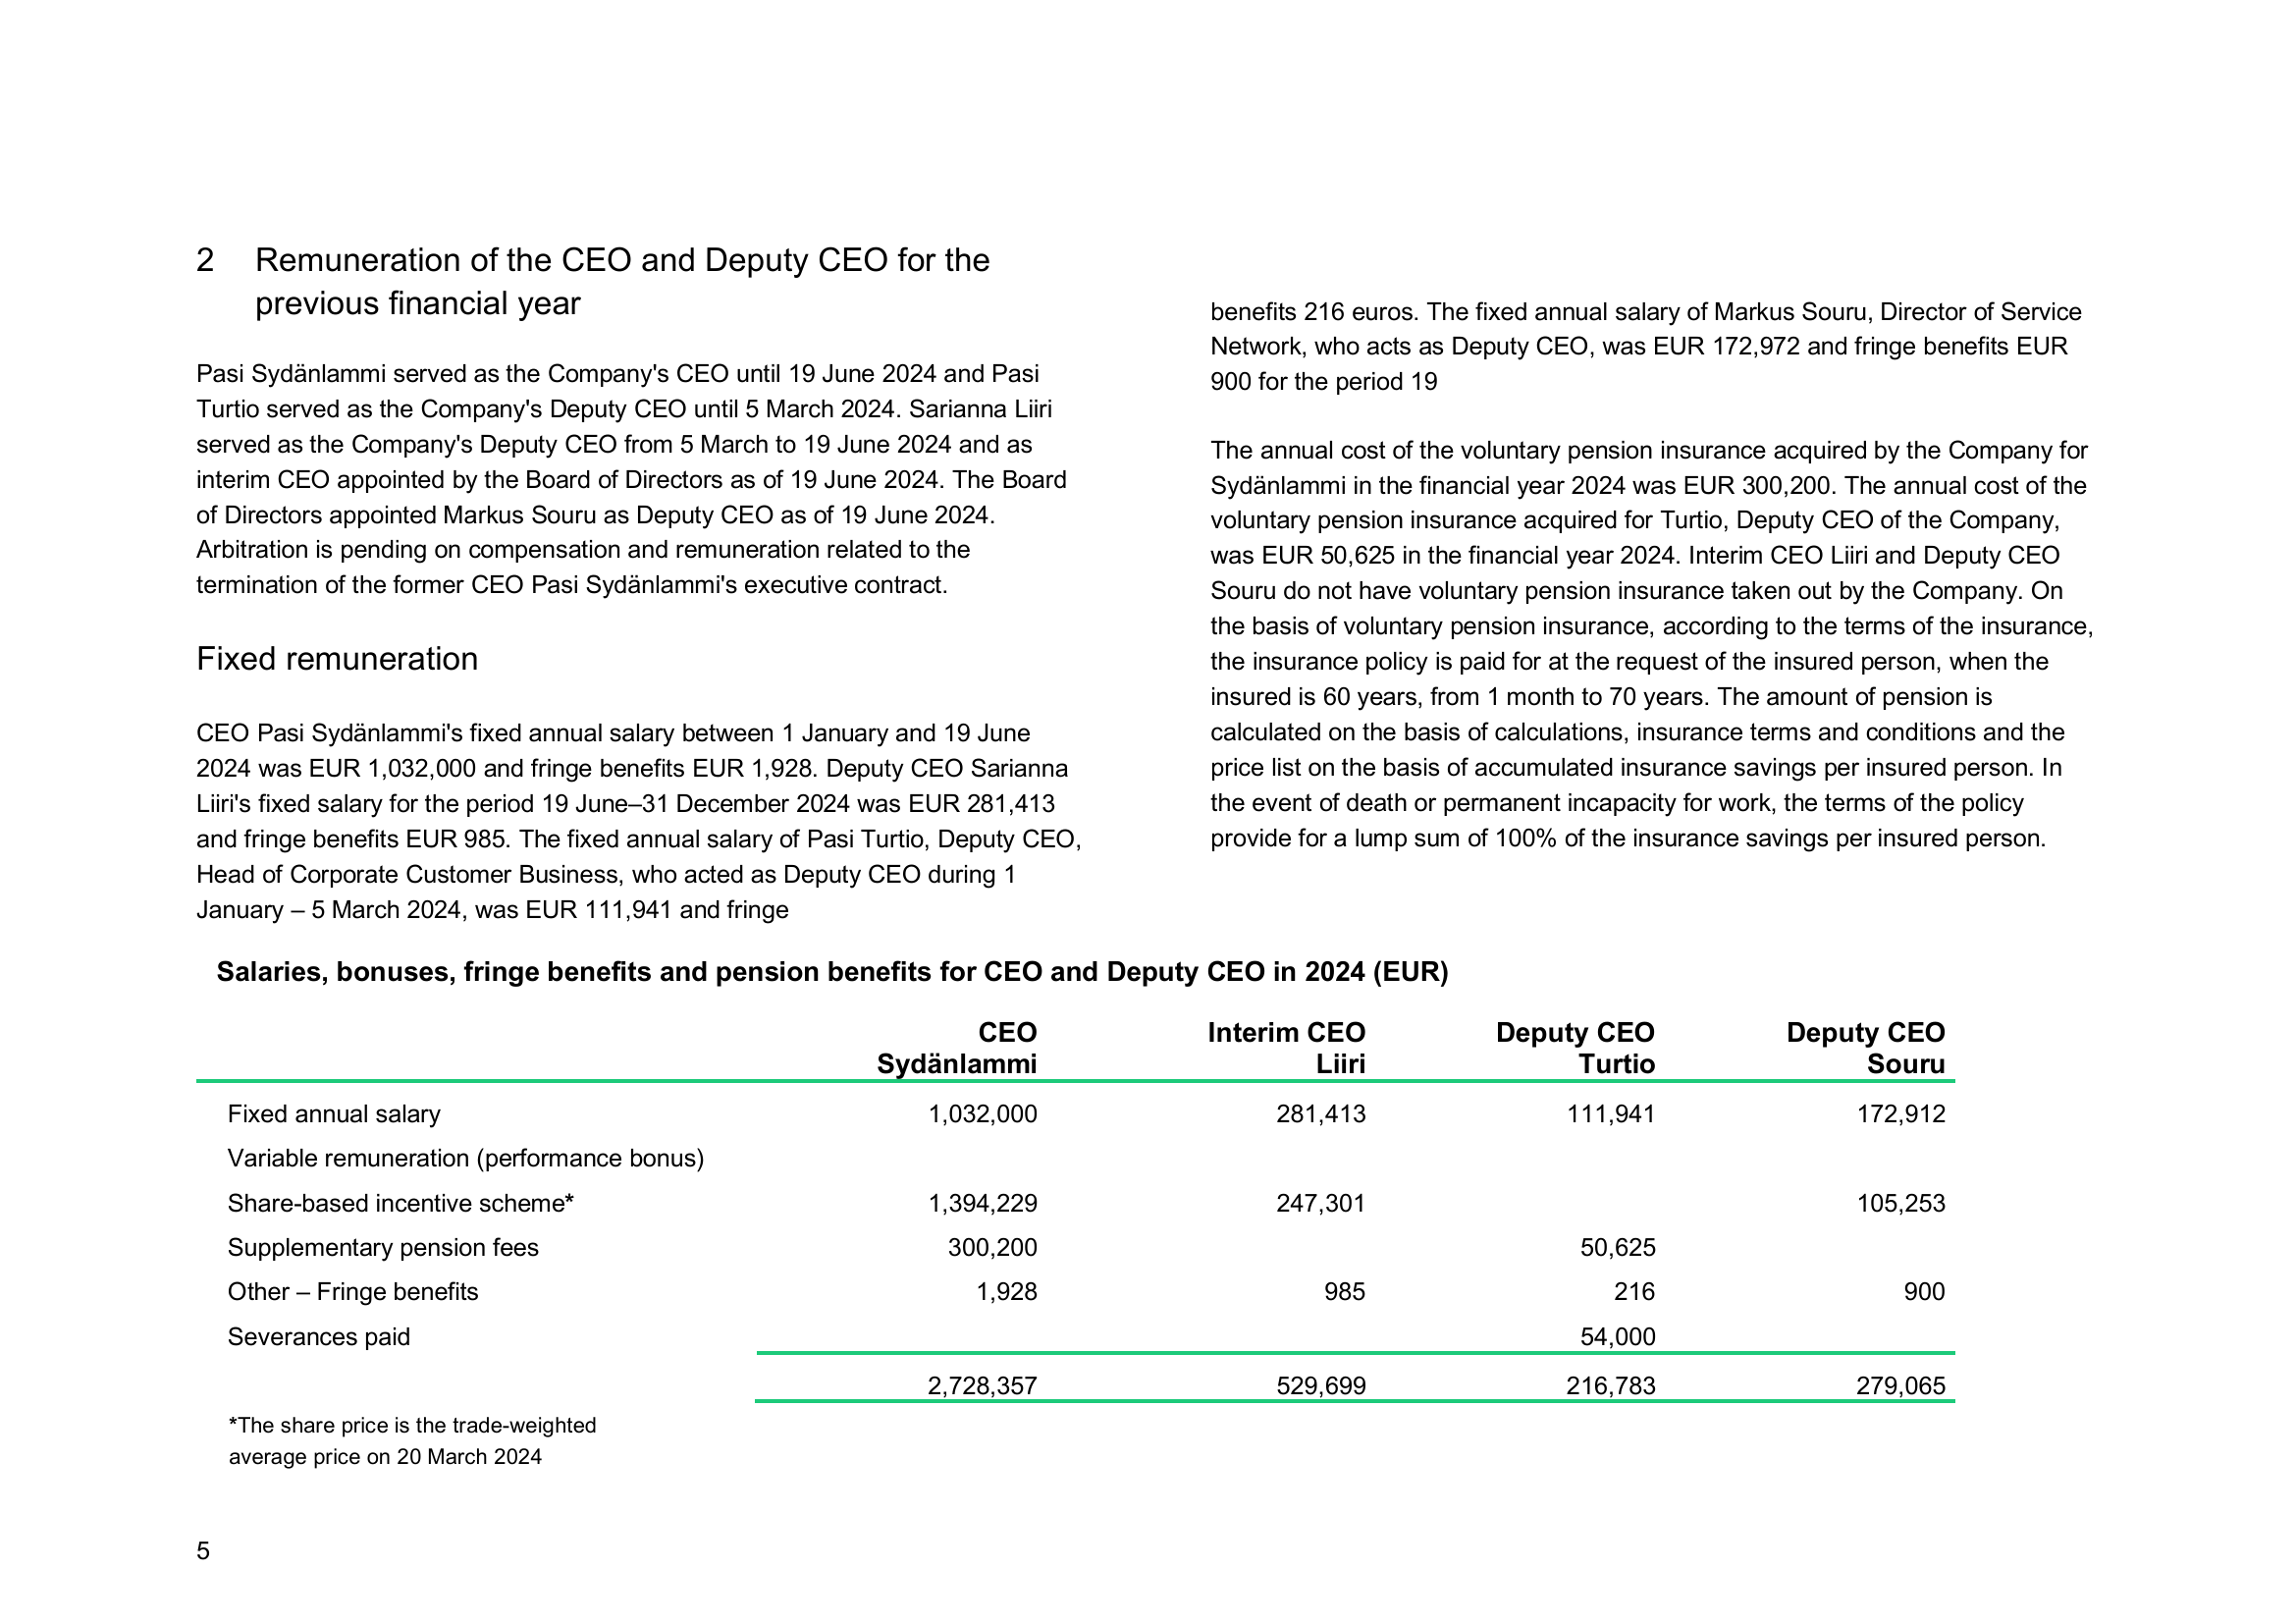 2 Remuneration of the CEO and Deputy CEO for the
previous financial year
Pasi Sydänlammi served as the Company's CEO until 19 June 2024 and Pasi
Turtio served as the Company's Deputy CEO until 5 March 2024. Sarianna Liiri
served as the Company's Deputy CEO from 5 March to 19 June 2024 and as
interim CEO appointed by the Board of Directors as of 19 June 2024. The Board
of Directors appointed Markus Souru as Deputy CEO as of 19 June 2024.
Arbitration is pending on compensation and remuneration related to the
termination of the former CEO Pasi Sydänlammi's executive contract.
Fixed remuneration
CEO Pasi Sydänlammi's fixed annual salary between 1 January and 19 June
2024 was EUR 1,032,000 and fringe benefits EUR 1,928. Deputy CEO Sarianna
Liiri's fixed salary for the period 19 June–31 December 2024 was EUR 281,413
and fringe benefits EUR 985. The fixed annual salary of Pasi Turtio, Deputy CEO,
Head of Corporate Customer Business, who acted as Deputy CEO during 1
January – 5 March 2024, was EUR 111,941 and fringe
benefits 216 euros. The fixed annual salary of Markus Souru, Director of Service
Network, who acts as Deputy CEO, was EUR 172,972 and fringe benefits EUR
900 for the period 19
The annual cost of the voluntary pension insurance acquired by the Company for
Sydänlammi in the financial year 2024 was EUR 300,200. The annual cost of the
voluntary pension insurance acquired for Turtio, Deputy CEO of the Company,
was EUR 50,625 in the financial year 2024. Interim CEO Liiri and Deputy CEO
Souru do not have voluntary pension insurance taken out by the Company. On
the basis of voluntary pension insurance, according to the terms of the insurance,
the insurance policy is paid for at the request of the insured person, when the
insured is 60 years, from 1 month to 70 years. The amount of pension is
calculated on the basis of calculations, insurance terms and conditions and the
price list on the basis of accumulated insurance savings per insured person. In
the event of death or permanent incapacity for work, the terms of the policy
provide for a lump sum of 100% of the insurance savings per insured person.
Salaries, bonuses, fringe benefits and pension benefits for CEO and Deputy CEO in 2024 (EUR)
CEO Interim CEO Deputy CEO Deputy CEO
Sydänlammi Liiri Turtio Souru
Fixed annual salary 1,032,000 281,413 111,941 172,912
Variable remuneration (performance bonus)
Share-based incentive scheme* 1,394,229 247,301 105,253
Supplementary pension fees 300,200 50,625
Other – Fringe benefits 1,928 985 216 900
Severances paid 54,000
2,728,357 529,699 216,783 279,065
*The share price is the trade-weighted
average price on 20 March 2024
5